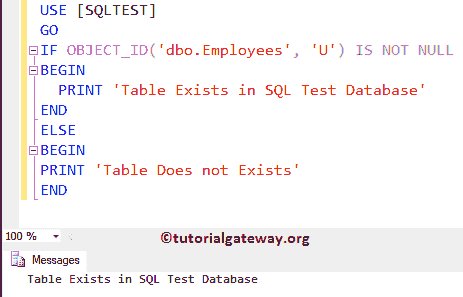 USE [SQLTEST]
GO
IF OBJECT_ID('dbo.Employees', 'U') IS NOT NULL
BEGIN
PRINT 'Table Exists in SQL Test Database'
END
ELSE
BEGIN
PRINT 'Table Does not Exists'
END
100 %
©tutorialgateway.org
Messages
Table Exists in SQL Test Database